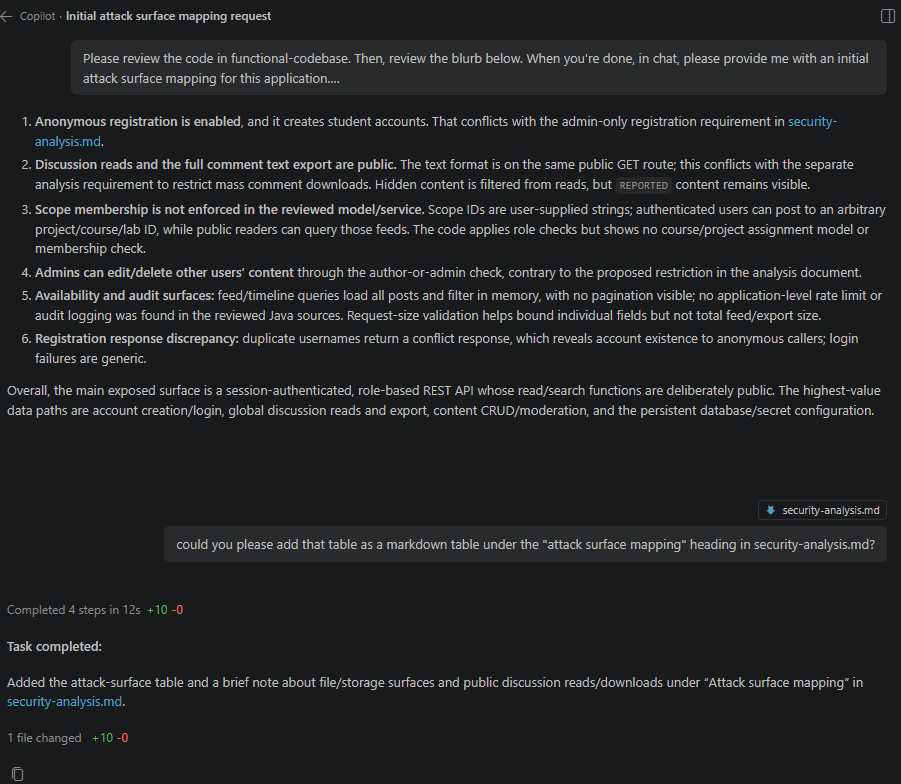 Copilot · Initial attack surface mapping request
Please review the code in functional-codebase. Then, review the blurb below. When you're done, in chat, please provide me with an initial
attack surface mapping for this application....
1. Anonymous registration is enabled, and it creates student accounts. That conflicts with the admin-only registration requirement in security-
analysis.md.
2. Discussion reads and the full comment text export are public. The text format is on the same public GET route; this conflicts with the separate
analysis requirement to restrict mass comment downloads. Hidden content is filtered from reads, but REPORTED content remains visible.
3. Scope membership is not enforced in the reviewed model/service. Scope IDs are user-supplied strings; authenticated users can post to an arbitrary
project/course/lab ID, while public readers can query those feeds. The code applies role checks but shows no course/project assignment model or
membership check.
4. Admins can edit/delete other users’ content through the author-or-admin check, contrary to the proposed restriction in the analysis document.
5. Availability and audit surfaces: feed/timeline queries load all posts and filter in memory, with no pagination visible; no application-level rate limit or
audit logging was found in the reviewed Java sources. Request-size validation helps bound individual fields but not total feed/export size.
6. Registration response discrepancy: duplicate usernames return a conflict response, which reveals account existence to anonymous callers; login
failures are generic.
Overall, the main exposed surface is a session-authenticated, role-based REST API whose read/search functions are deliberately public. The highest-value
data paths are account creation/login, global discussion reads and export, content CRUD/moderation, and the persistent database/secret configuration.
security-analysis.md
could you please add that table as a markdown table under the "attack surface mapping" heading in security-analysis.md?
Completed 4 steps in 12s +10 -0
Task completed:
Added the attack-surface table and a brief note about file/storage surfaces and public discussion reads/downloads under “Attack surface mapping” in
security-analysis.md.
1 file changed +10 -0